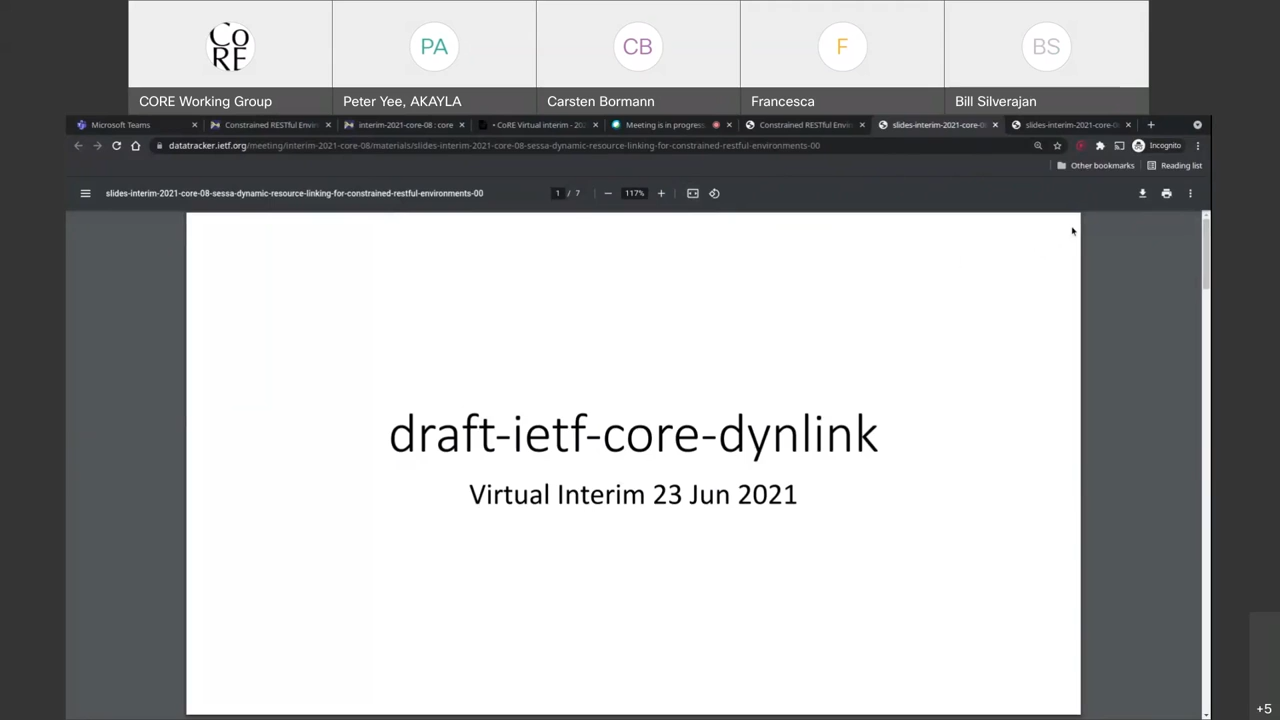 CO
RE
PA
CB
F
BS
CORE Working Group
Peter Yee, AKAYLA
Carsten Bormann
Francesca
Bill Silverajan
Microsoft Teams
Constrained RESTful Envir
interim-2021-core-08 : core
• CoRE Virtual interim - 202
Meeting is in progress
Constrained RESTful Enviro
slides-interim-2021-core-0
slides-interim-2021-core-0
datatracker.ietf.org/meeting/interim-2021-core-08/materials/slides-interim-2021-core-08-sessa-dynamic-resource-linking-for-constrained-restful-environments-00
Incognito
Other bookmarks
Reading list
slides-interim-2021-core-08-sessa-dynamic-resource-linking-for-constrained-restful-environments-00
1 / 7
117%
draft-ietf-core-dynlink
Virtual Interim 23 Jun 2021
+5